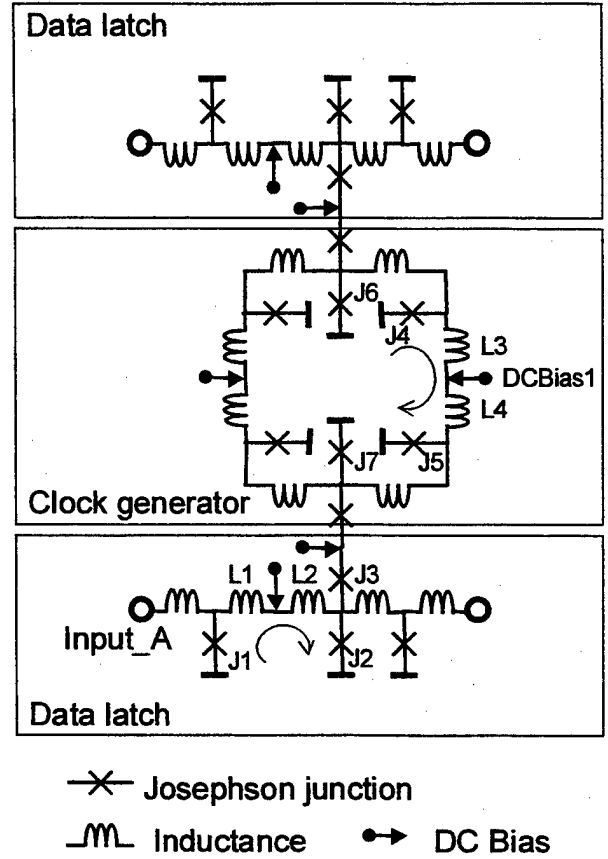 Data latch
J6
J4
L3
DCBias1
L4
J7
J5
Clock generator
L1
L2
J3
Input_A
J1
J2
Data latch
Josephson junction
Inductance
DC Bias